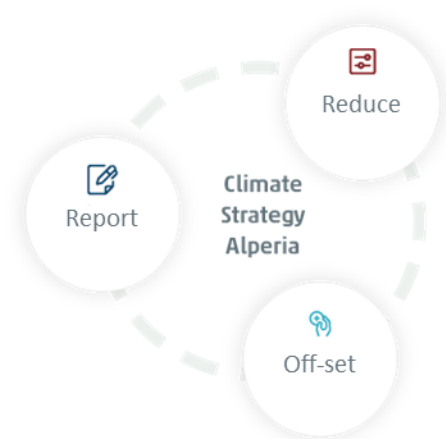 Reduce
Report
Climate
Strategy
Alperia
Off-set